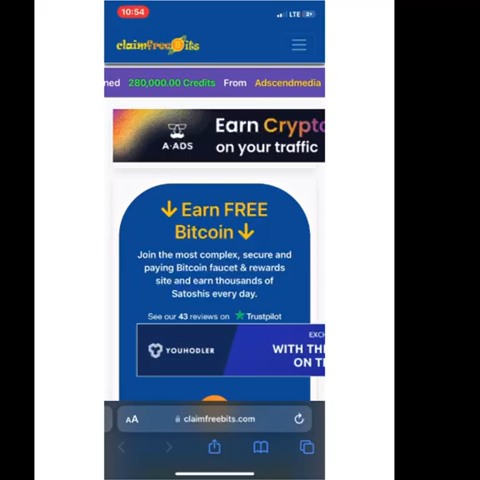 10:54
LTE
claimfreeBits
ned 280,000.00 Credits From Adscendmedia
Earn Crypto
A-ADS
on your traffic
Earn FREE
Bitcoin
Join the most complex, secure and
paying Bitcoin faucet & rewards
site and earn thousands of
Satoshis every day.
See our 43 reviews on Trustpilot
EXC
YOUHODLER
WITH TH
ON T
AA claimfreebits.com